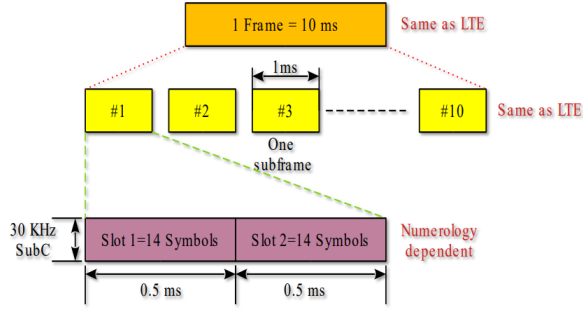 1 Frame = 10 ms
Same as LTE
1ms
#1
#2
#3
#10
Same as LTE
One
subframe
30 KHz
SubC
Slot 1=14 Symbols
Slot 2=14 Symbols
Numerology
dependent
0.5 ms
0.5 ms